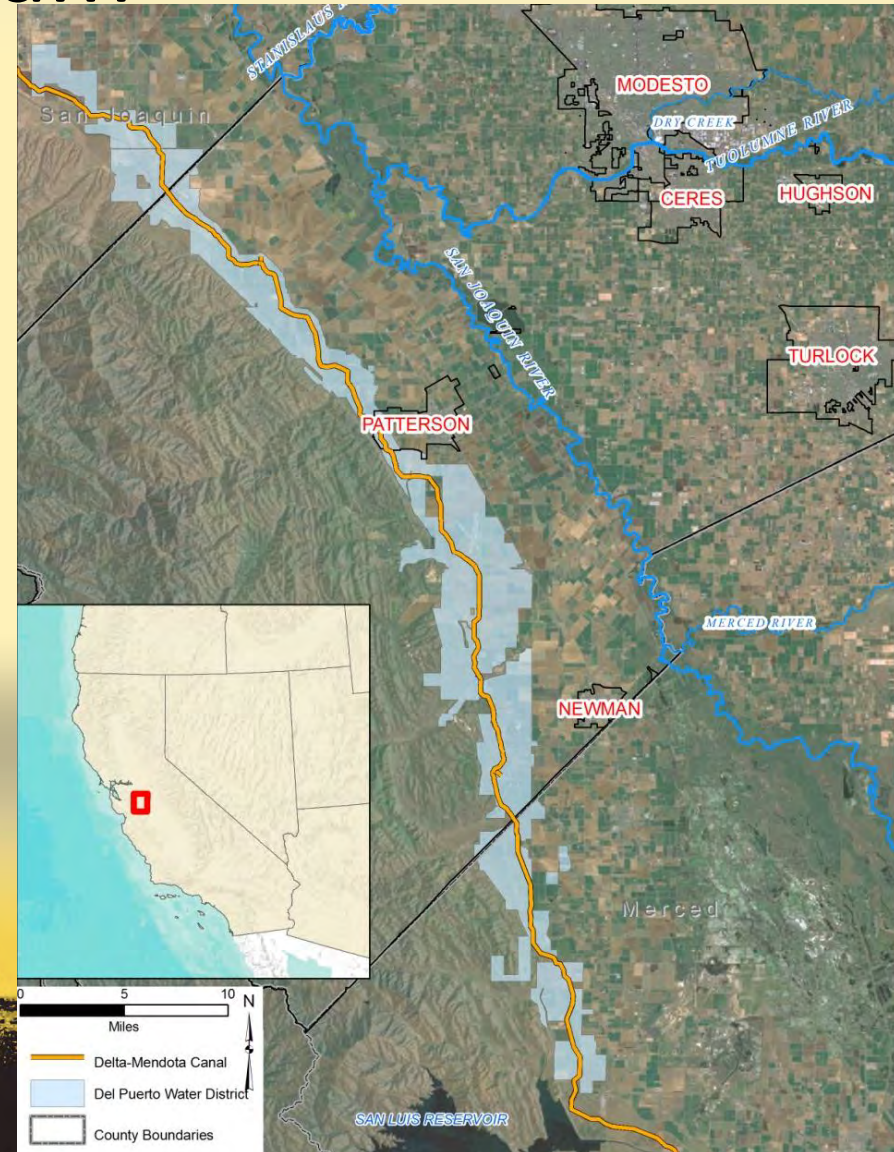 STANISLAUS
San Joaquin
MODESTO
DRY CREEK
TUOLUMNE RIVER
CERES
HUGHSON
SAN JOAQUIN RIVER
TURLOCK
PATTERSON
MERCED RIVER
NEWMAN
Merced
0 5 10
N
Miles
Delta-Mendota Canal
Del Puerto Water District
County Boundaries
SAN LUIS RESERVOIR